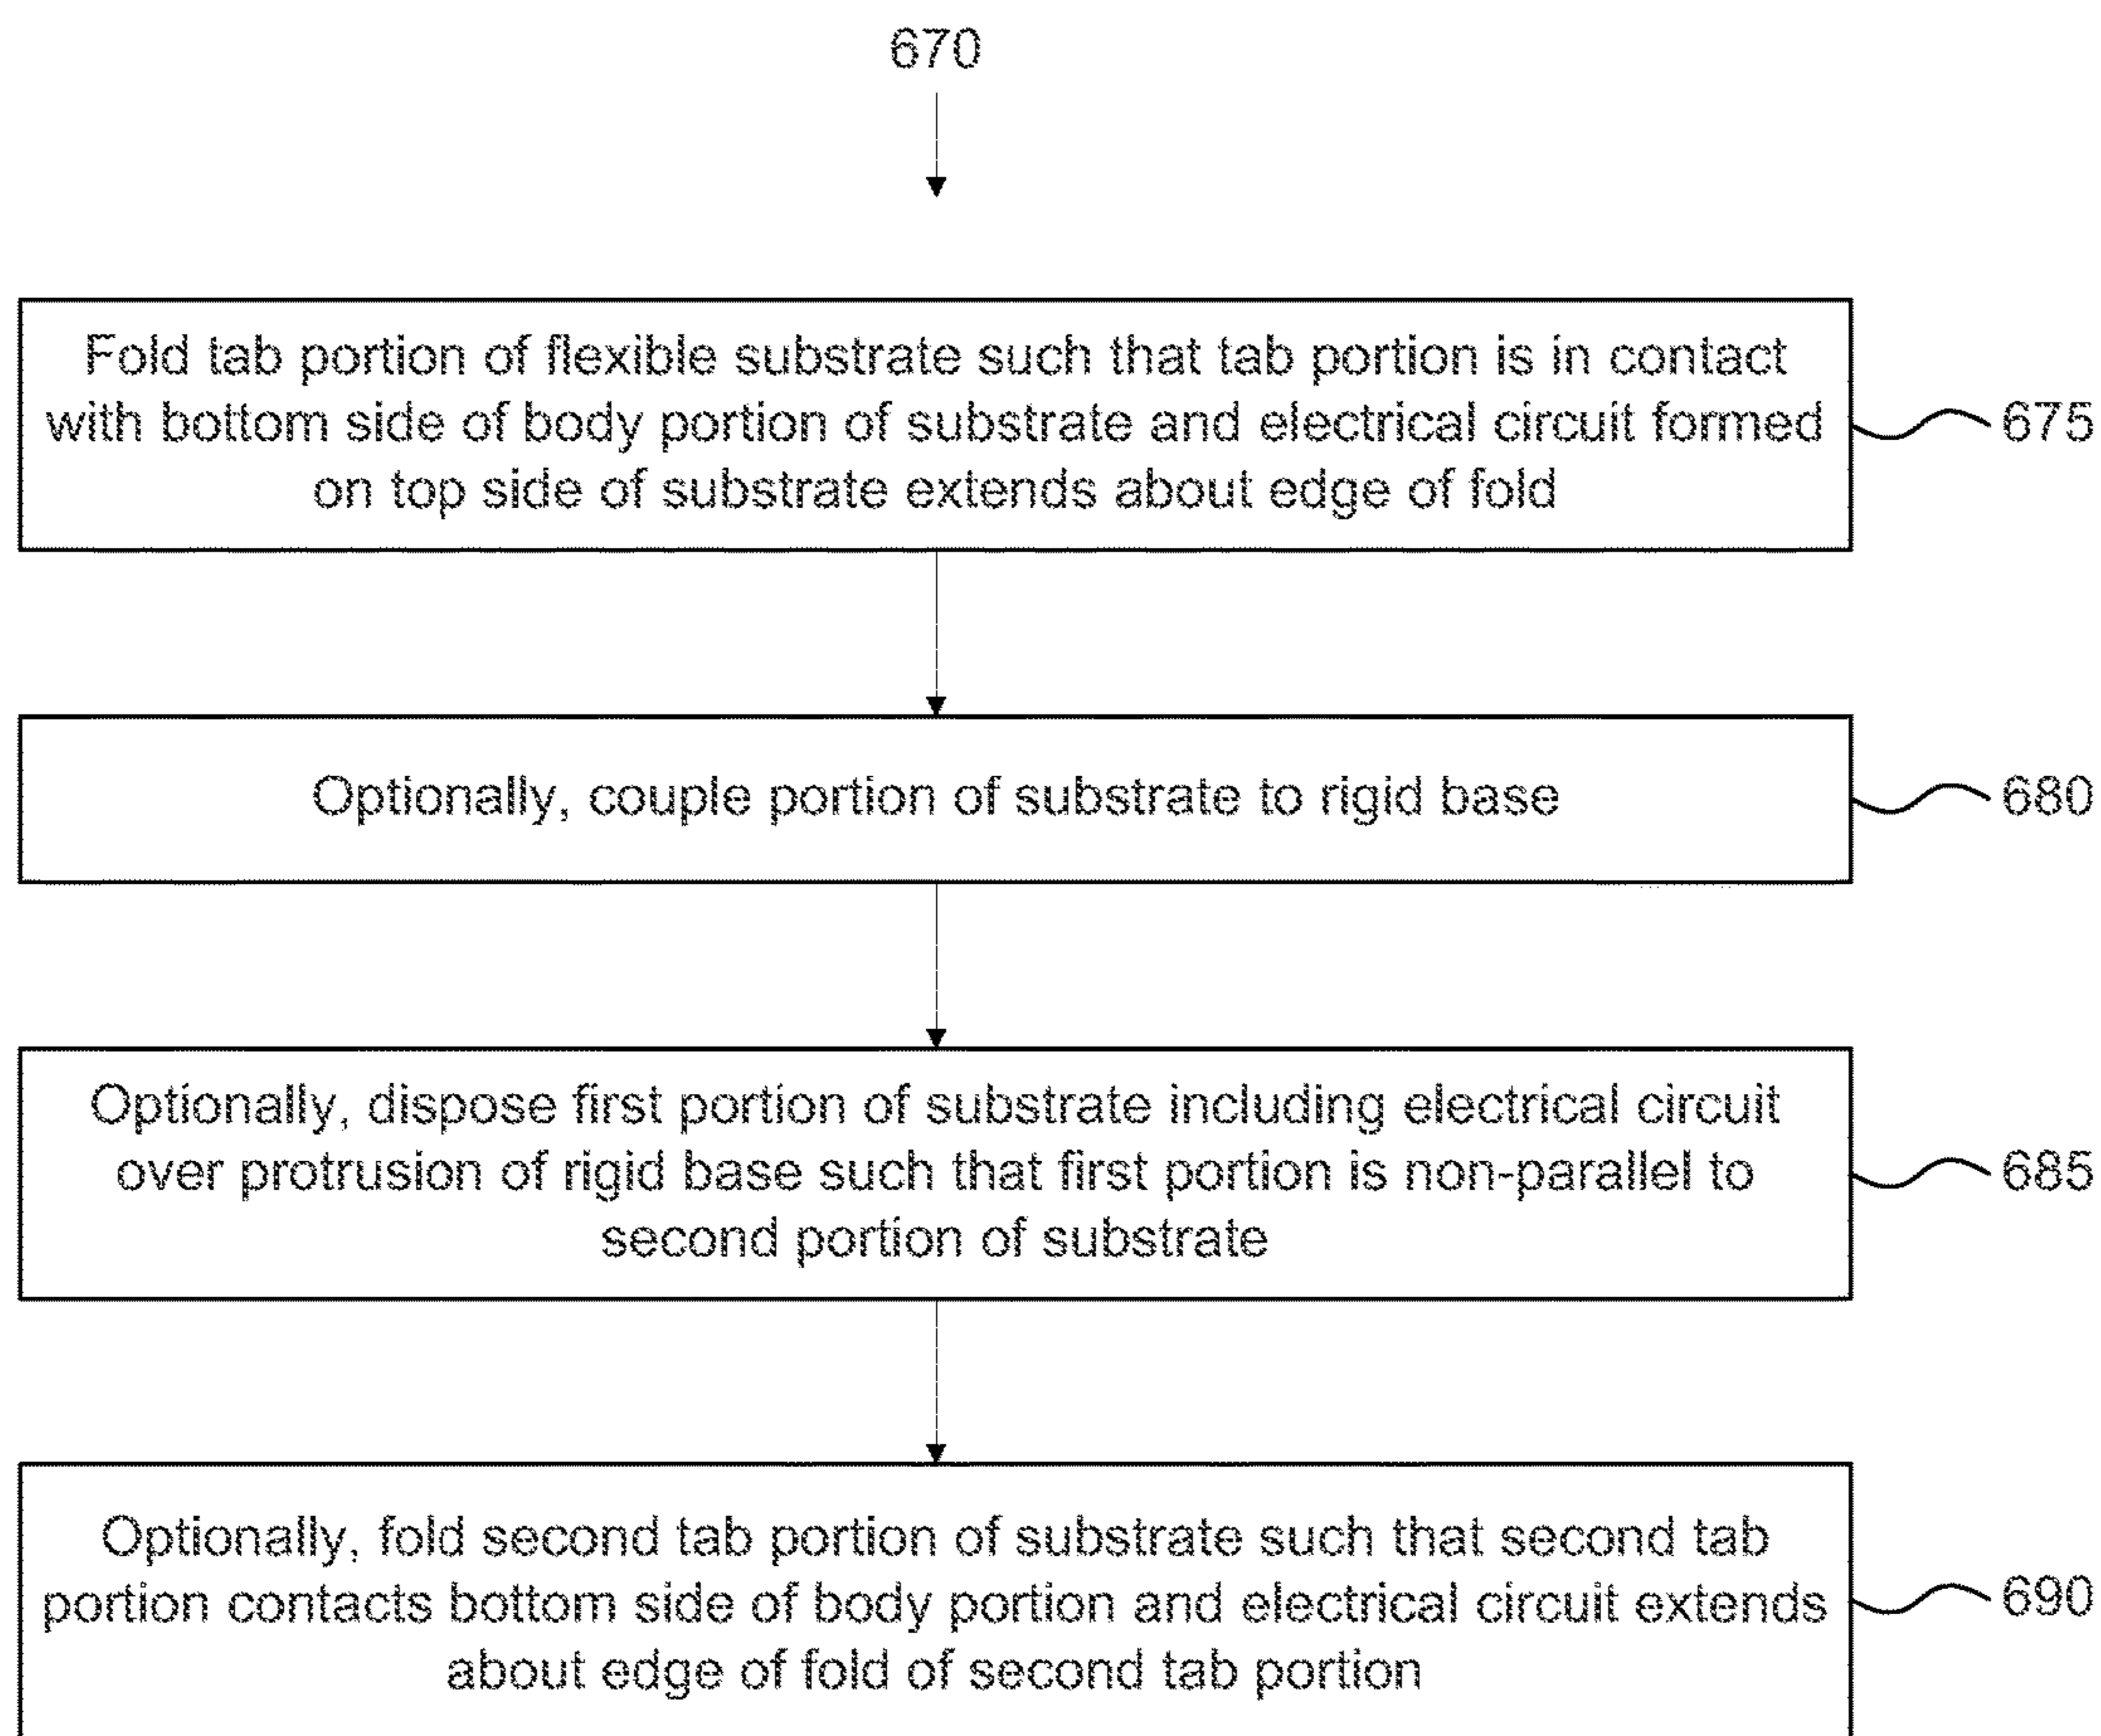 670
Fold tab portion of flexible substrate such that tab portion is in contact
with bottom side of body portion of substrate and electrical circuit formed
on top side of substrate extends about edge of fold
675
Optionally, couple portion of substrate to rigid base
680
Optionally, dispose first portion of substrate including electrical circuit
over protrusion of rigid base such that first portion is non-parallel to
second portion of substrate
685
Optionally, fold second tab portion of substrate such that second tab
portion contacts bottom side of body portion and electrical circuit extends
about edge of fold of second tab portion
690